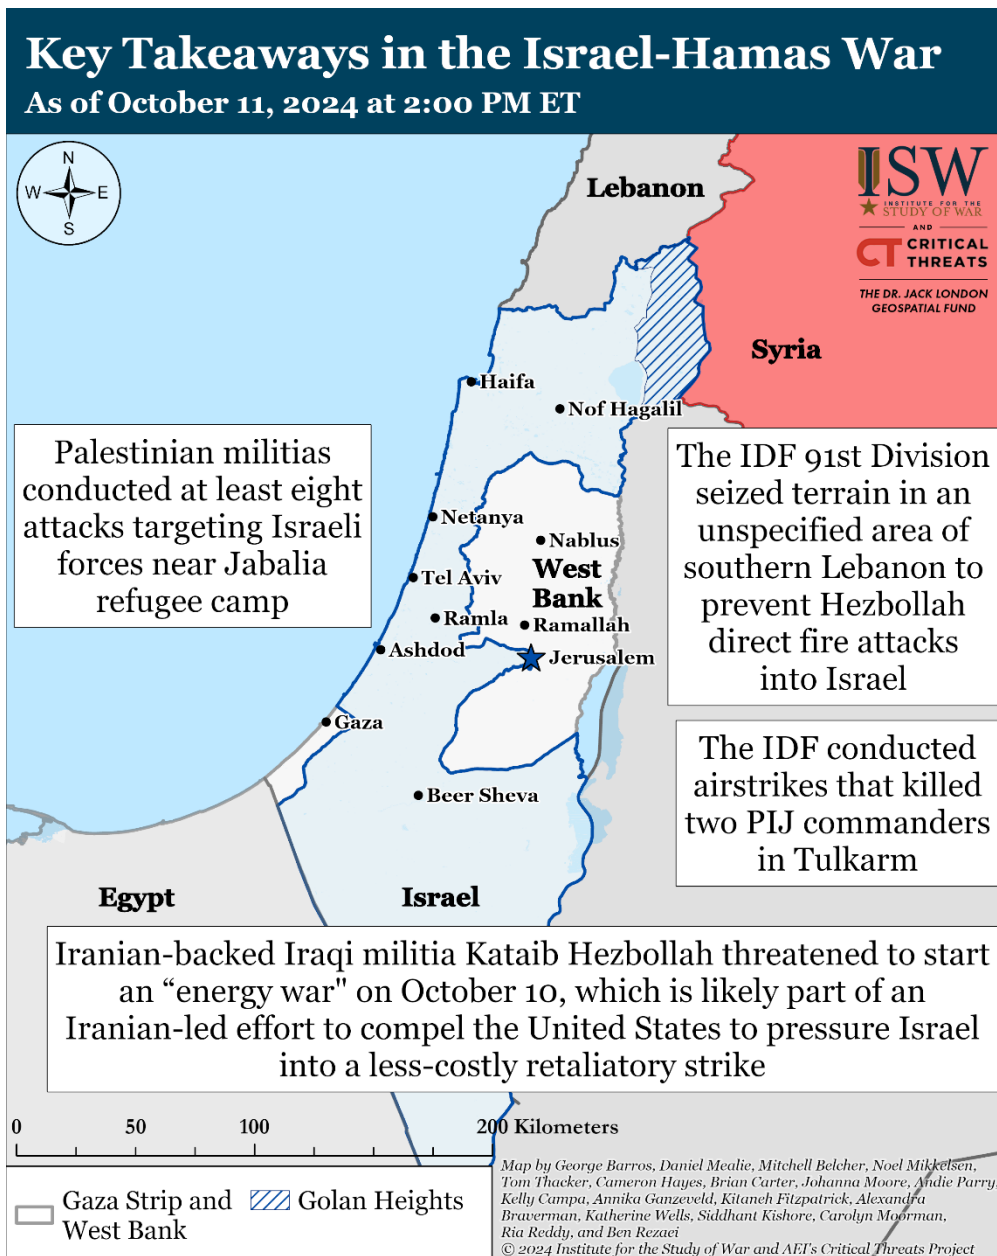 Key Takeaways in the Israel-Hamas War
As of October 11, 2024 at 2:00 PM ET
N
W
E
S
Lebanon
ISW
INSTITUTE FOR THE
STUDY OF WAR
AND
CT CRITICAL
THREATS
THE DR. JACK LONDON
GEOSPATIAL FUND
Syria
Haifa
Nof Hagalil
Palestinian militias
conducted at least eight
attacks targeting Israeli
forces near Jabalia
refugee camp
The IDF 91st Division
seized terrain in an
unspecified area of
southern Lebanon to
prevent Hezbollah
direct fire attacks
into Israel
Netanya
Nablus
Tel Aviv
West
Bank
Ramla
Ramallah
Ashdod
Jerusalem
Gaza
The IDF conducted
airstrikes that killed
two PIJ commanders
in Tulkarm
Beer Sheva
Egypt
Israel
Iranian-backed Iraqi militia Kataib Hezbollah threatened to start
an “energy war" on October 10, which is likely part of an
Iranian-led effort to compel the United States to pressure Israel
into a less-costly retaliatory strike
0 50 100 200 Kilometers
Gaza Strip and
West Bank
Golan Heights
Map by George Barros, Daniel Mealie, Mitchell Belcher, Noel Mikkelsen,
Tom Thacker, Cameron Hayes, Brian Carter, Johanna Moore, Andie Parry,
Kelly Campa, Annika Ganzeveld, Kitaneh Fitzpatrick, Alexandra
Braverman, Katherine Wells, Siddhant Kishore, Carolyn Moorman,
Ria Reddy, and Ben Rezaei
© 2024 Institute for the Study of War and AEI's Critical Threats Project